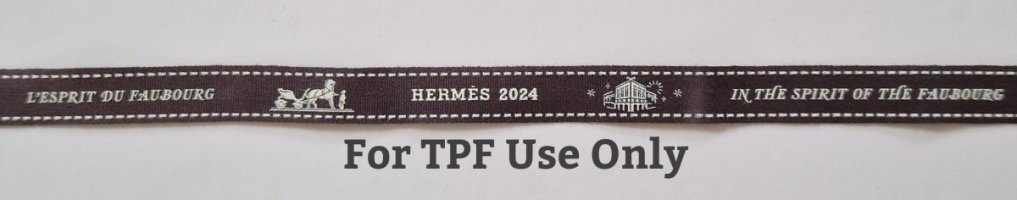 L'ESPRIT DU FAUBOURG HERMÈS 2024 IN THE SPIRIT OF THE FAUBOURG
For TPF Use Only